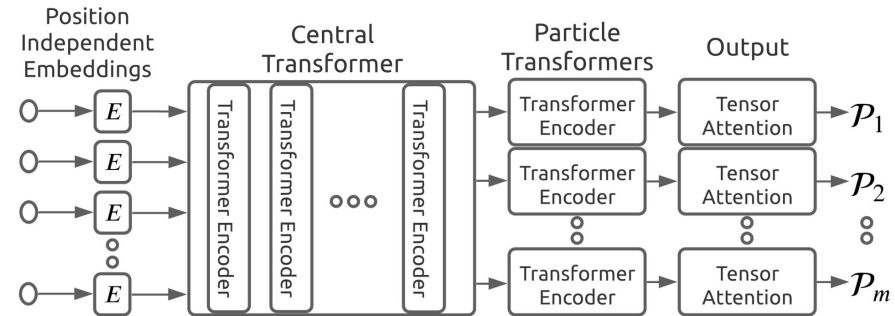 Position
Independent
Embeddings
Central
Transformer
Particle
Transformers
Output
E
E
E
E
Transformer Encoder
Transformer Encoder
Transformer Encoder
Transformer
Encoder
Tensor
Attention
𝒫₁
Transformer
Encoder
Tensor
Attention
𝒫₂
Transformer
Encoder
Tensor
Attention
𝒫ₘ